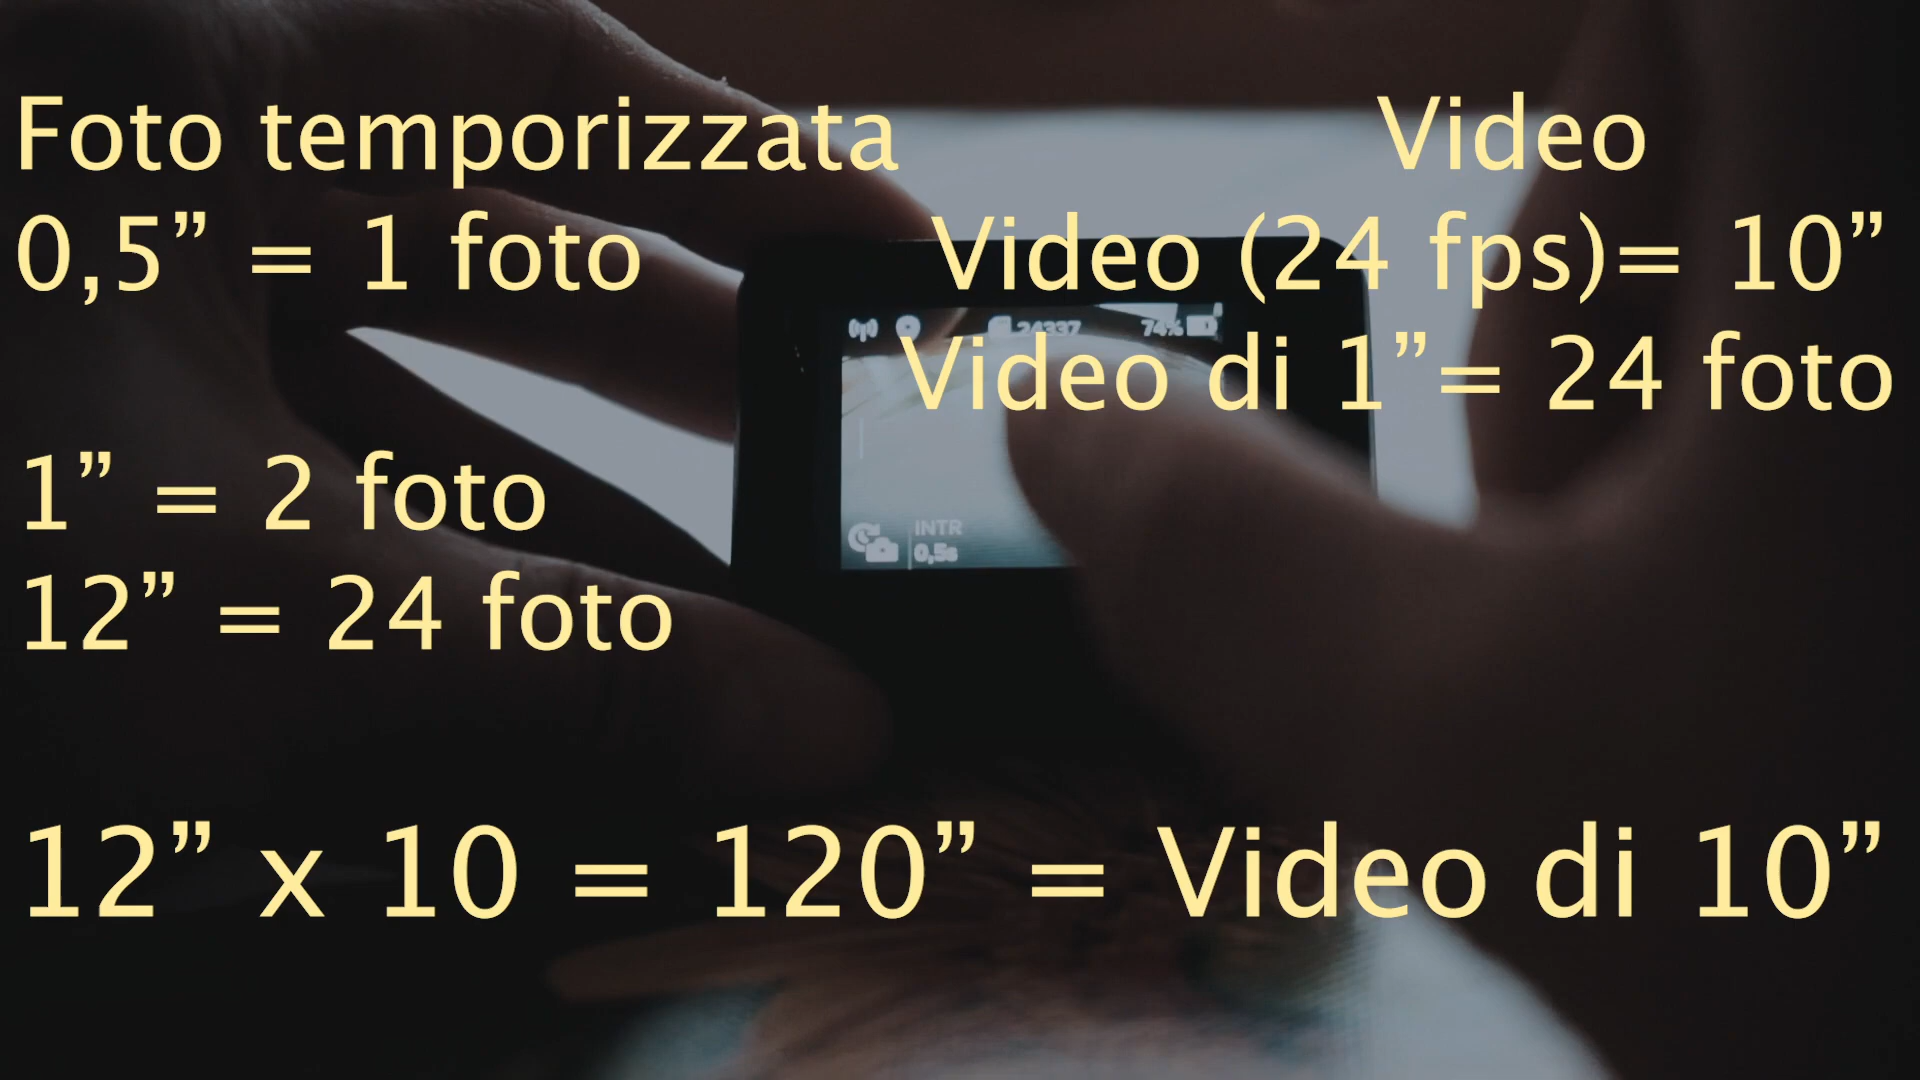 Foto temporizzata
0,5” = 1 foto
1” = 2 foto
12” = 24 foto
Video
Video (24 fps)= 10”
Video di 1”= 24 foto
24337
74%
INTR
0,5s
12” x 10 = 120” = Video di 10”